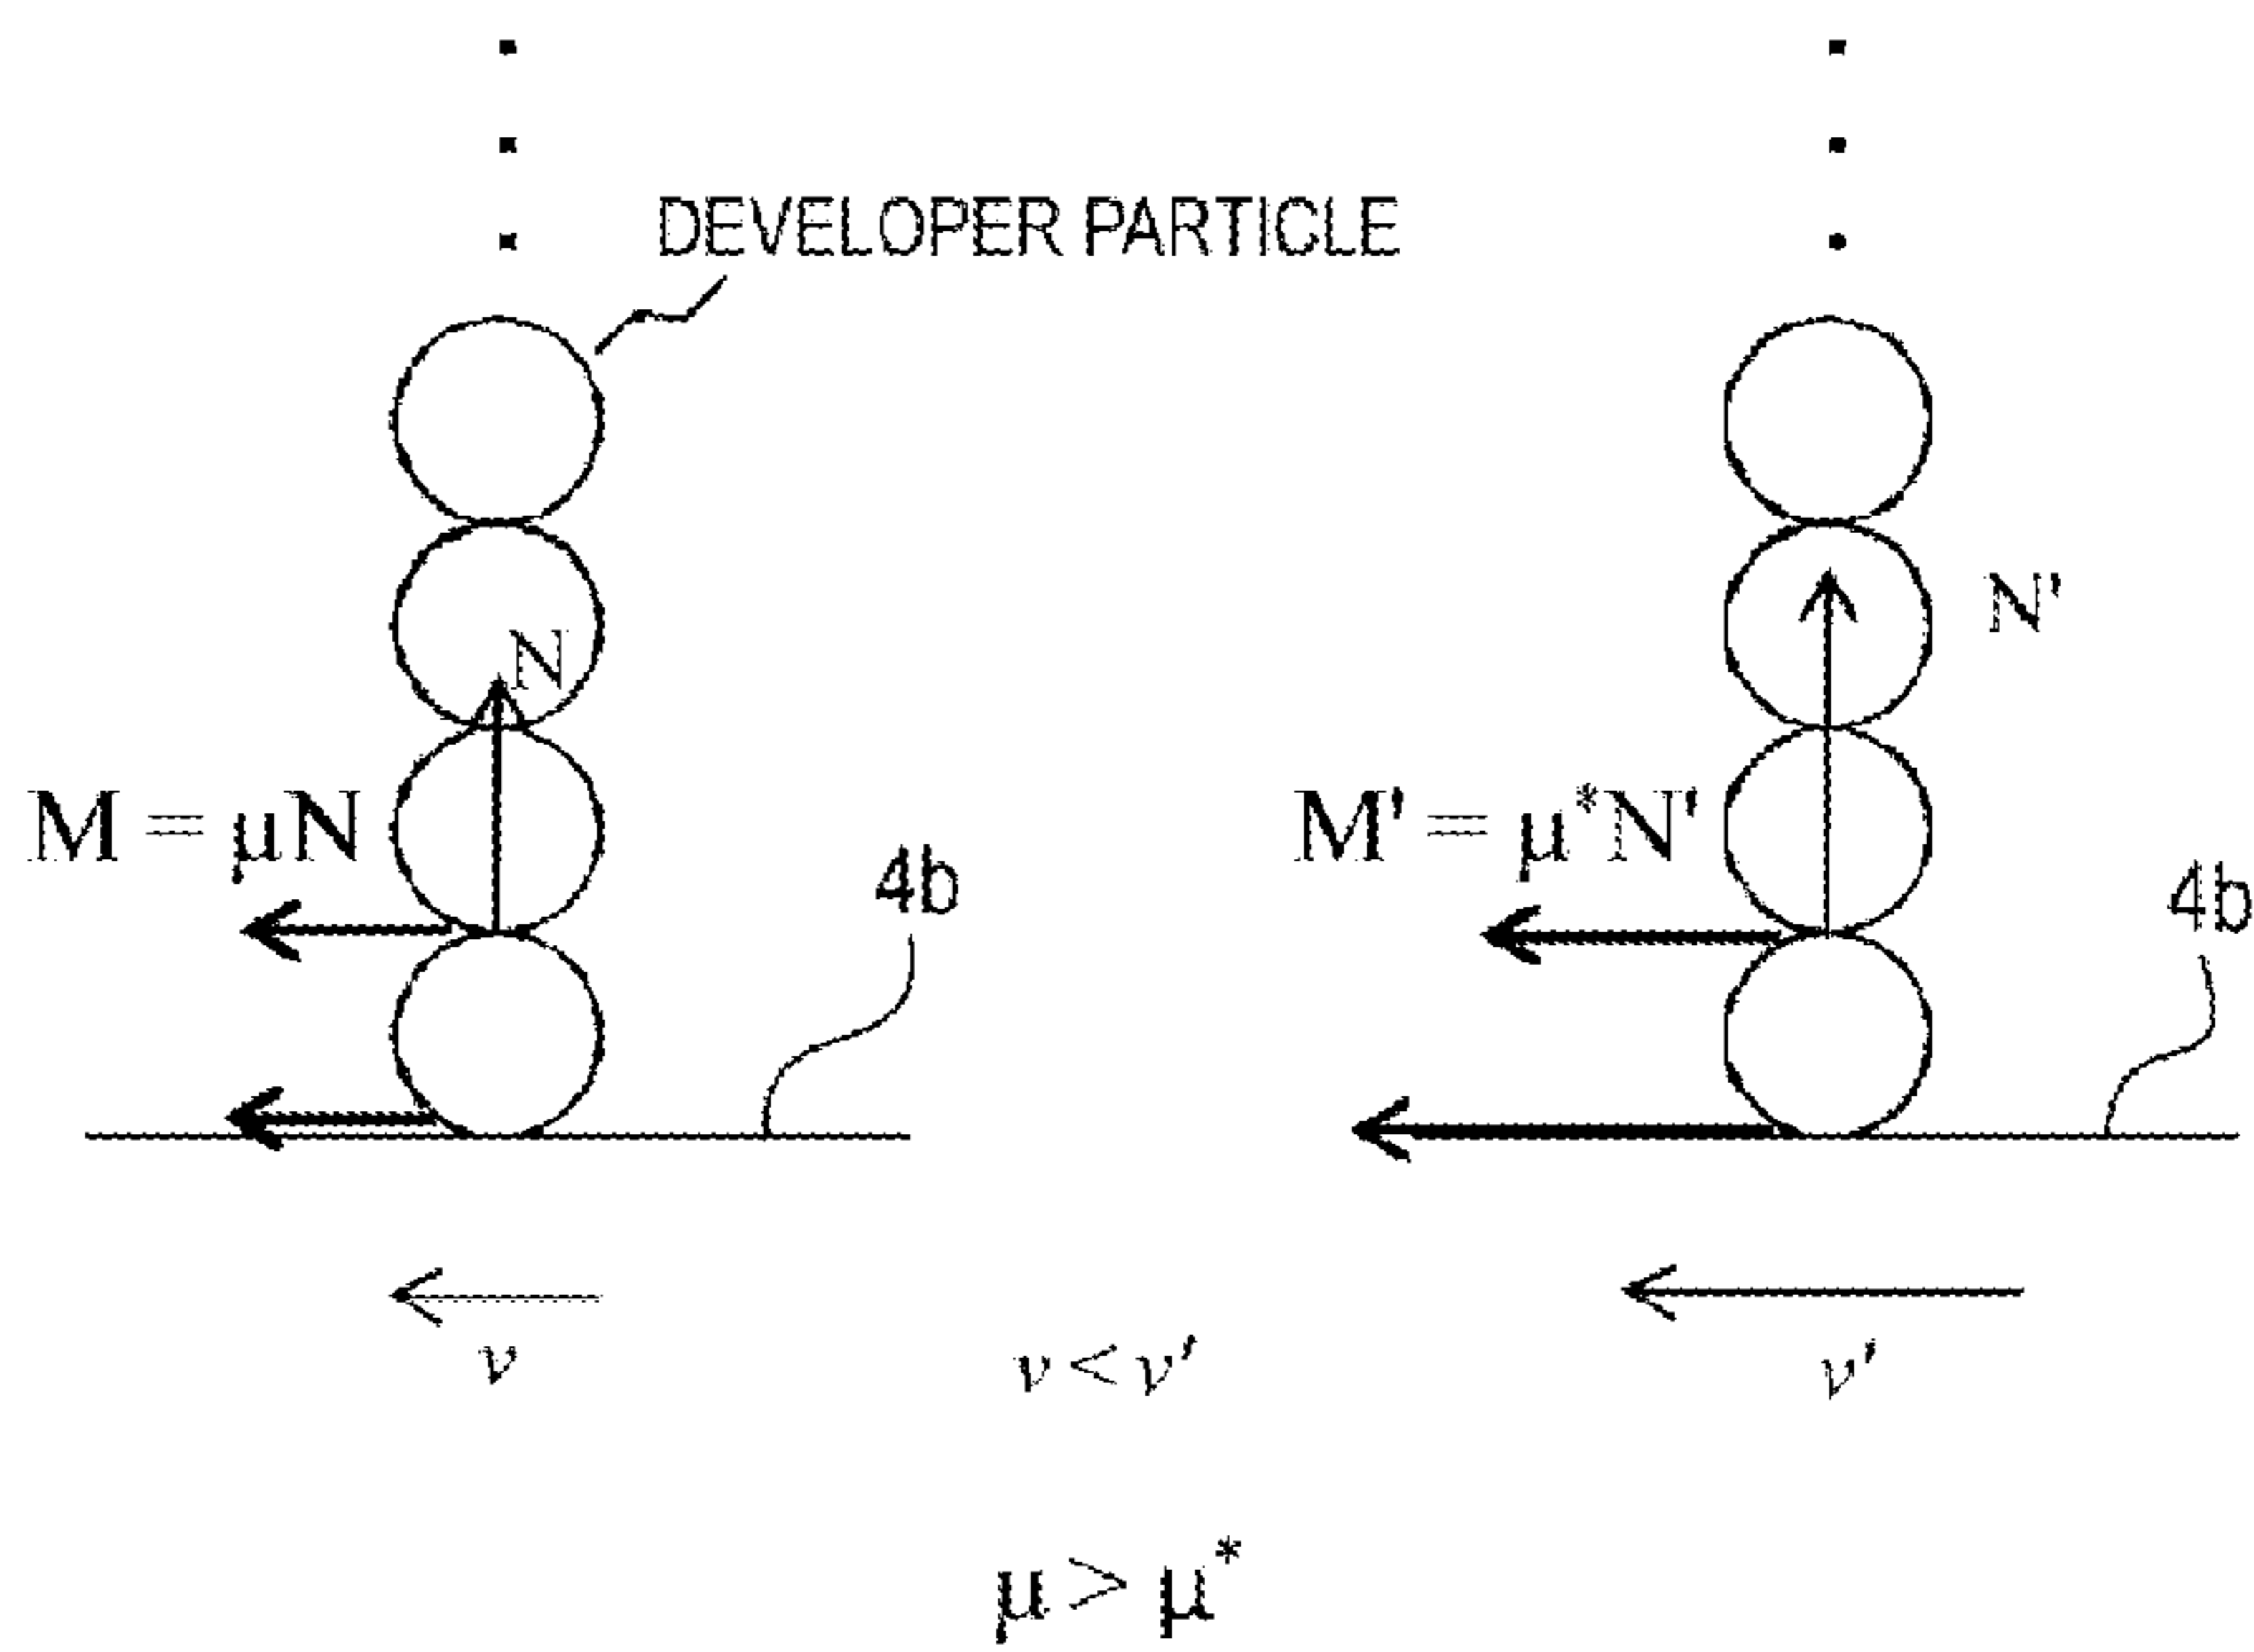 DEVELOPER PARTICLE
N
N'
M = μN
4b
M' = μ*N'
4b
v
v < v'
v'
μ > μ*